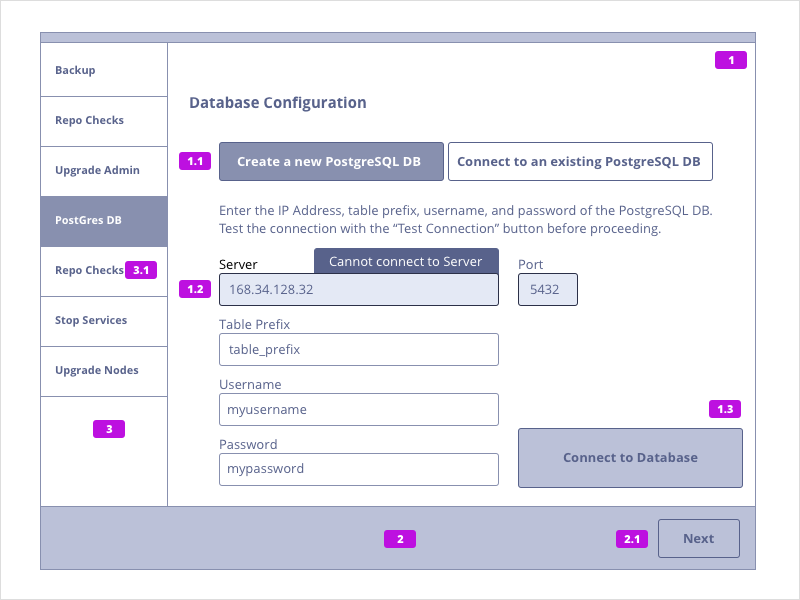 1
Backup
Repo Checks
Upgrade Admin
PostGres DB
Repo Checks 3.1
Stop Services
Upgrade Nodes
3
Database Configuration
1.1 Create a new PostgreSQL DB Connect to an existing PostgreSQL DB
Enter the IP Address, table prefix, username, and password of the PostgreSQL DB.
Test the connection with the “Test Connection” button before proceeding.
Server Cannot connect to Server Port
1.2 168.34.128.32 5432
Table Prefix
table_prefix
Username
myusername
Password
mypassword
1.3
Connect to Database
2 2.1 Next